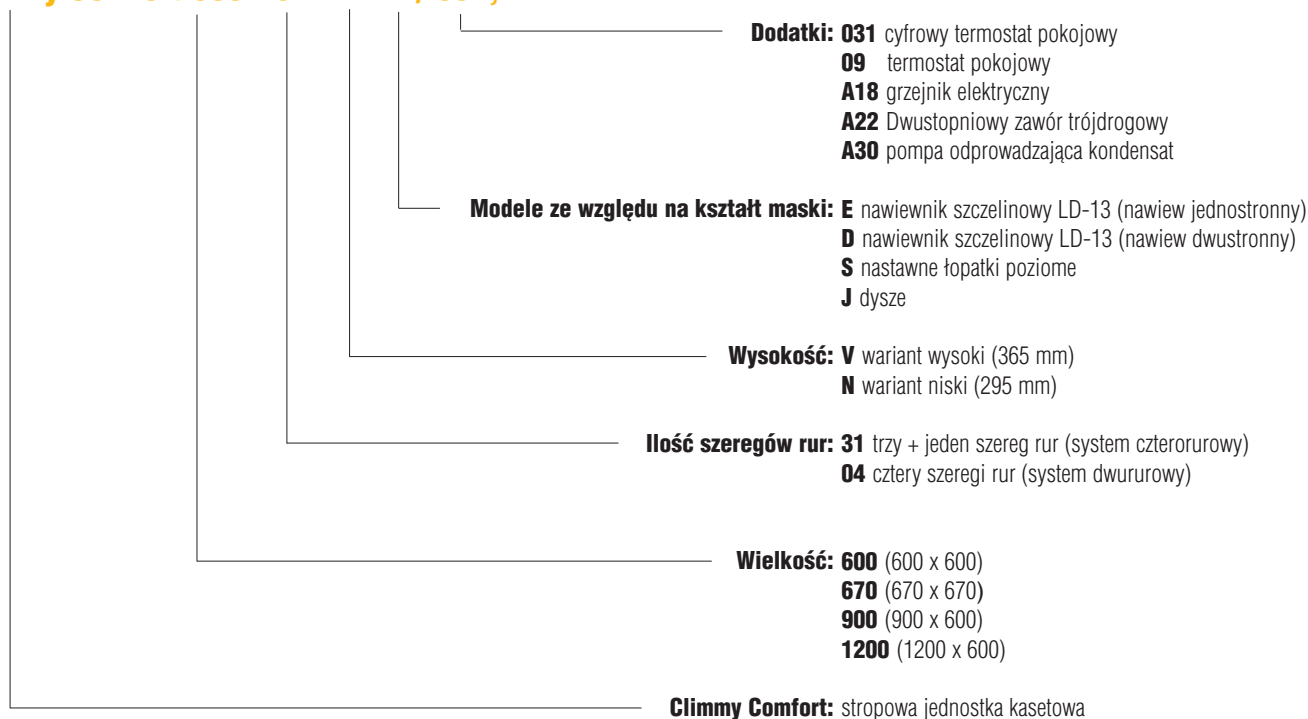 Dodatki: 031 cyfrowy termostat pokojowy
09 termostat pokojowy
A18 grzejnik elektryczny
A22 Dwustopniowy zawór trójdrogowy
A30 pompa odprowadzająca kondensat
Modele ze względu na kształt maski: E nawiewnik szczelinowy LD-13 (nawiew jednostronny)
D nawiewnik szczelinowy LD-13 (nawiew dwustronny)
S nastawne łopatki poziome
J dysze
Wysokość: V wariant wysoki (365 mm)
N wariant niski (295 mm)
Ilość szeregów rur: 31 trzy + jeden szereg rur (system czterorurowy)
04 cztery szeregi rur (system dwururowy)
Wielkość: 600 (600 x 600)
670 (670 x 670)
900 (900 x 600)
1200 (1200 x 600)
Climmy Comfort: stropowa jednostka kasetowa